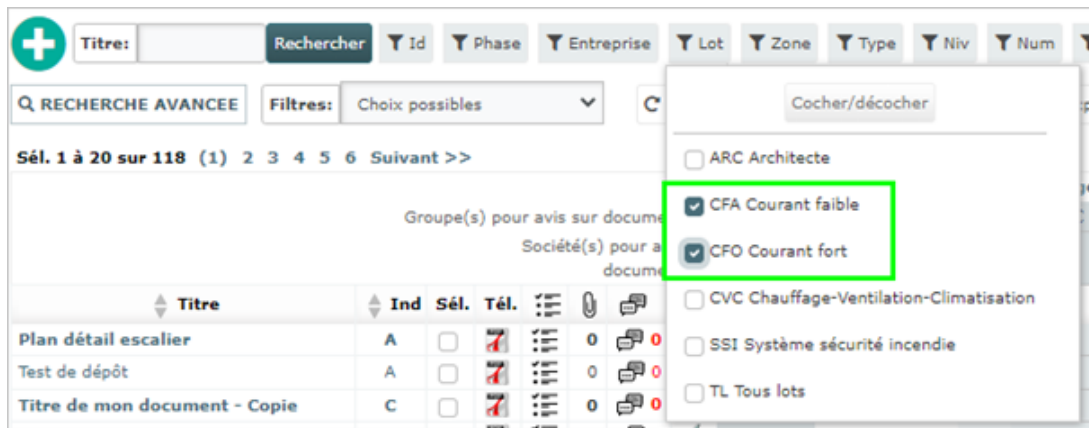 Titre: Rechercher Id Phase Entreprise Lot Zone Type Niv Num
RECHERCHE AVANCEE Filtres: Choix possibles
Cocher/décocher
Sél. 1 à 20 sur 118 (1) 2 3 4 5 6 Suivant >>
ARC Architecte
CFA Courant faible
Groupe(s) pour avis sur docume
Société(s) pour a
CFO Courant fort
docume
Titre Ind Sél. Tél.
CVC Chauffage-Ventilation-Climatisation
Plan détail escalier A 0 0
SSI Système sécurité incendie
Test de dépôt A 0 0
TL Tous lots
Titre de mon document - Copie C 0 0